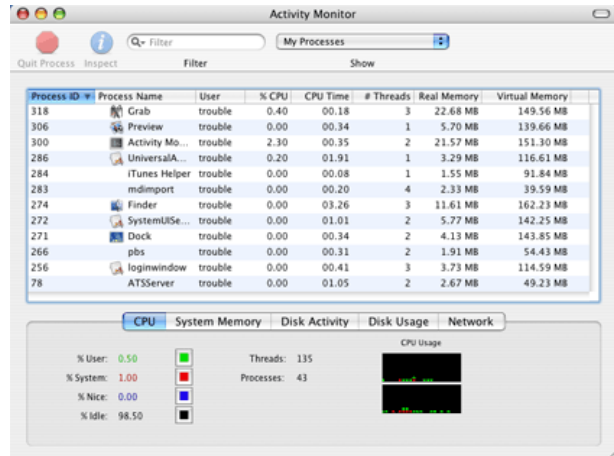 Activity Monitor
Quit Process Inspect Filter Show
Filter My Processes
Process ID Process Name User % CPU CPU Time # Threads Real Memory Virtual Memory
318 Grab trouble 0.40 00.18 3 22.68 MB 149.56 MB
306 Preview trouble 0.00 00.34 1 5.70 MB 139.66 MB
300 Activity Mo... trouble 2.30 00.35 2 21.57 MB 151.30 MB
286 UniversalA... trouble 0.20 01.91 1 3.29 MB 116.61 MB
284 iTunes Helper trouble 0.00 00.08 1 1.55 MB 91.84 MB
283 mdimport trouble 0.00 00.20 4 2.33 MB 39.59 MB
274 Finder trouble 0.00 03.26 3 11.61 MB 162.23 MB
272 SystemUISe... trouble 0.00 01.01 2 5.77 MB 142.25 MB
271 Dock trouble 0.00 00.34 2 4.13 MB 143.85 MB
266 pbs trouble 0.00 00.31 2 1.91 MB 54.43 MB
256 loginwindow trouble 0.00 00.41 3 3.73 MB 114.59 MB
78 ATSServer trouble 0.00 01.05 2 2.67 MB 49.23 MB
CPU System Memory Disk Activity Disk Usage Network
CPU Usage
% User: 0.50 Threads: 135
% System: 1.00 Processes: 43
% Nice: 0.00
% Idle: 98.50